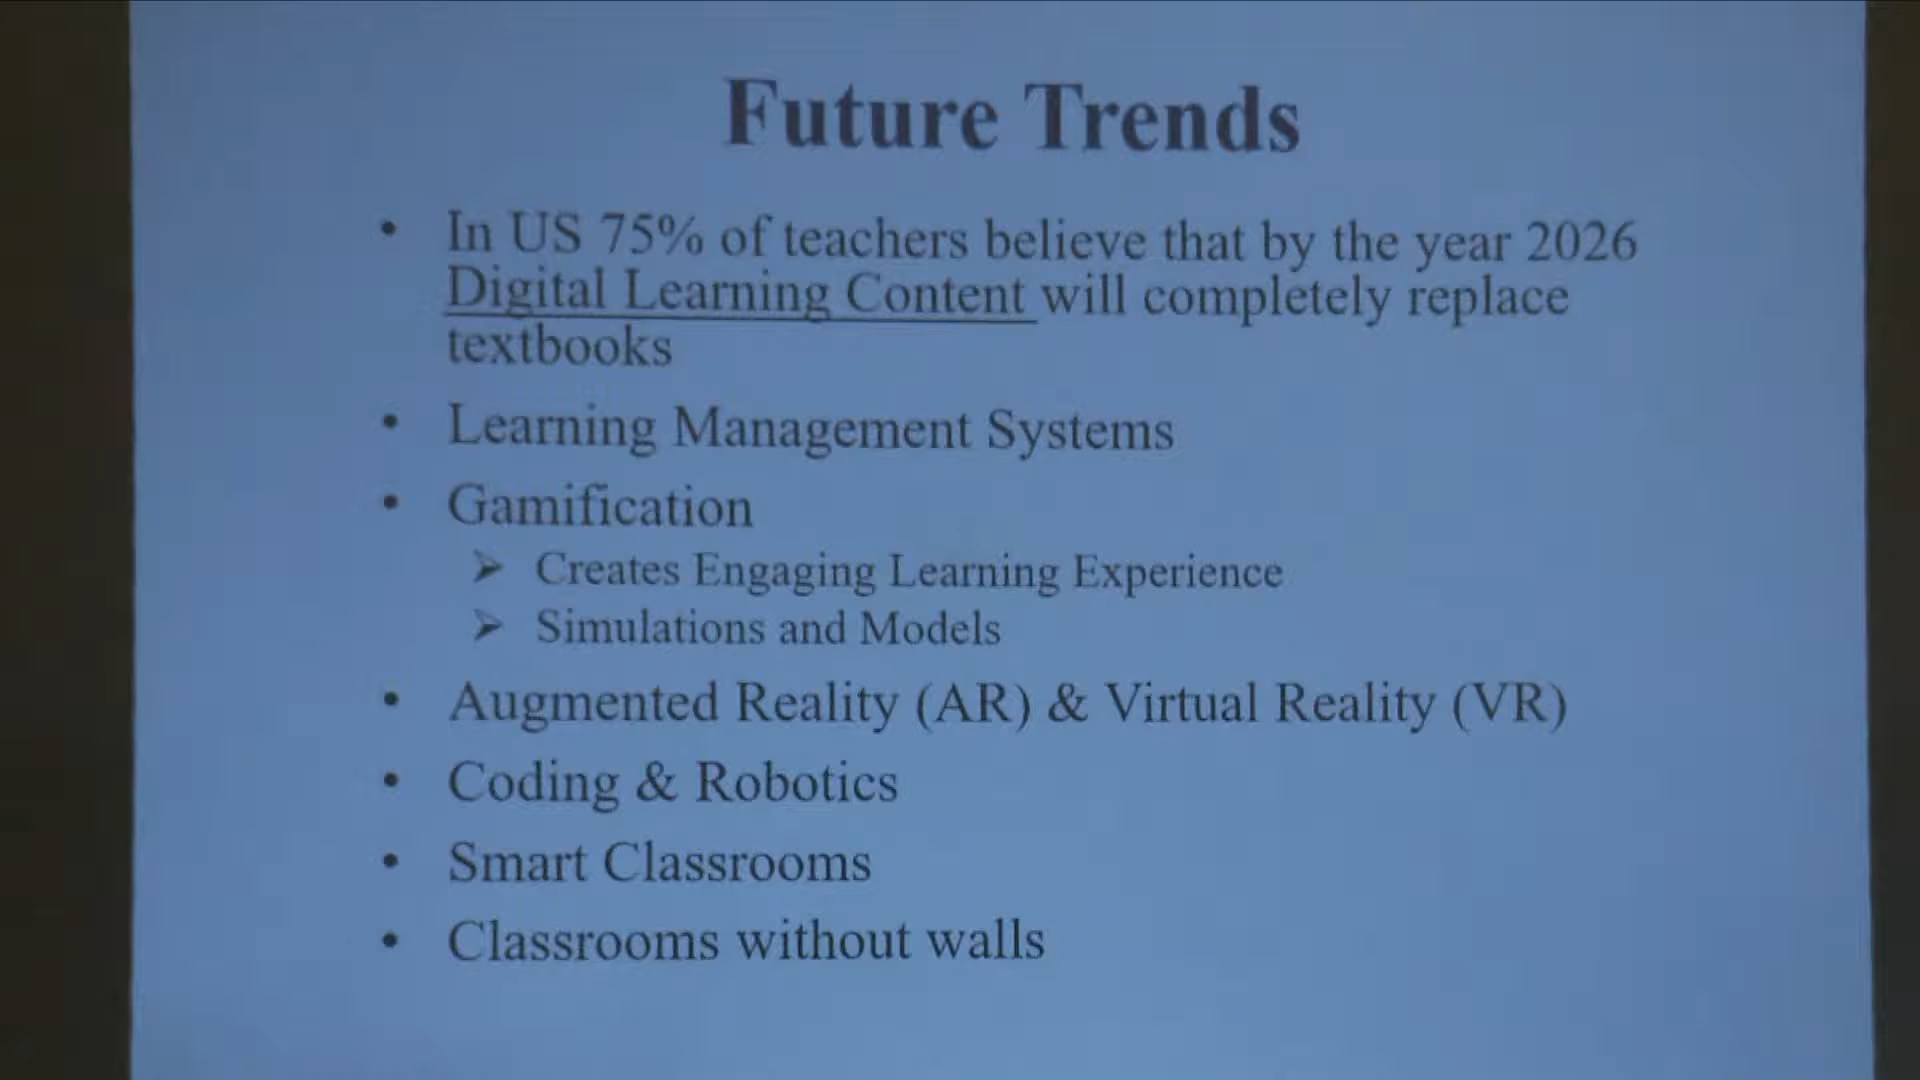 Future Trends
• In US 75% of teachers believe that by the year 2026
Digital Learning Content will completely replace
textbooks
• Learning Management Systems
• Gamification
➢ Creates Engaging Learning Experience
➢ Simulations and Models
• Augmented Reality (AR) & Virtual Reality (VR)
• Coding & Robotics
• Smart Classrooms
• Classrooms without walls